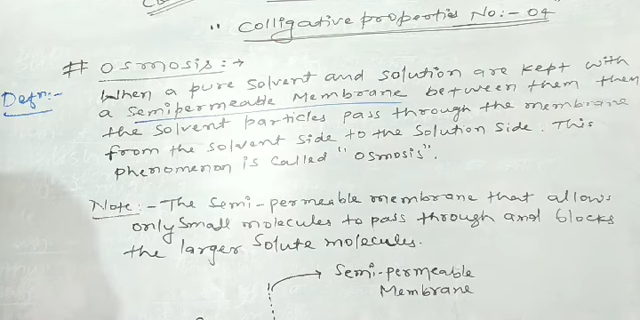 " Colligative properties No:- 04
# Osmosis:→
Defn:- When a pure solvent and solution are kept with
a semipermeable Membrane between them then
the solvent particles pass through the membrane
from the solvent side to the solution side. This
phenomenon is called "osmosis".
Note:- The semi-permeable membrane that allows
only small molecules to pass through and blocks
the larger solute molecules.
→ Semi-permeable
Membrane